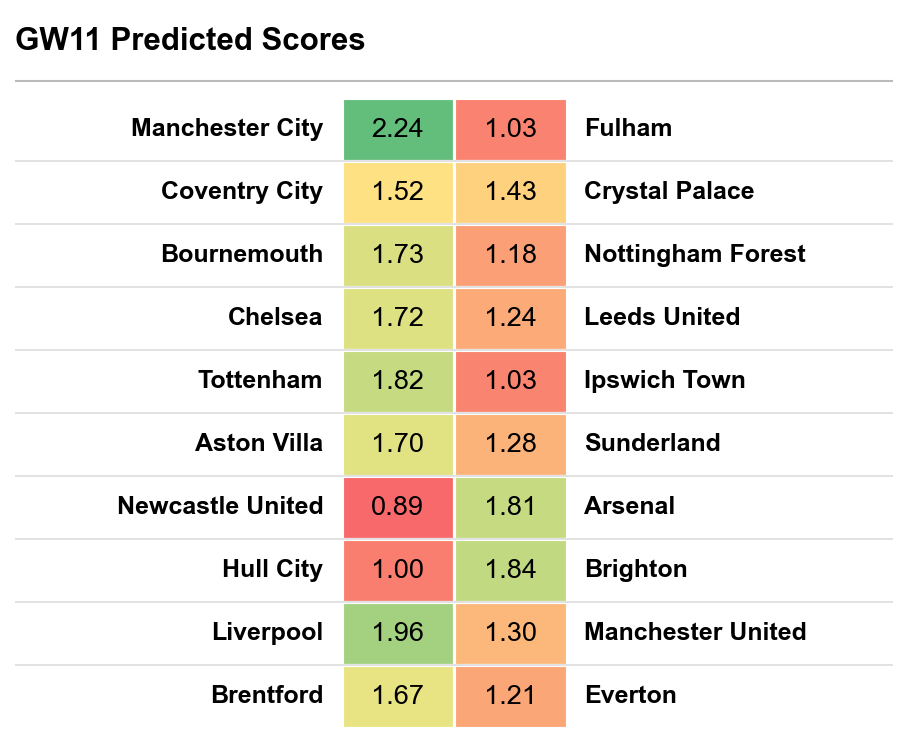 GW11 Predicted Scores
Manchester City 2.24 1.03 Fulham
Coventry City 1.52 1.43 Crystal Palace
Bournemouth 1.73 1.18 Nottingham Forest
Chelsea 1.72 1.24 Leeds United
Tottenham 1.82 1.03 Ipswich Town
Aston Villa 1.70 1.28 Sunderland
Newcastle United 0.89 1.81 Arsenal
Hull City 1.00 1.84 Brighton
Liverpool 1.96 1.30 Manchester United
Brentford 1.67 1.21 Everton